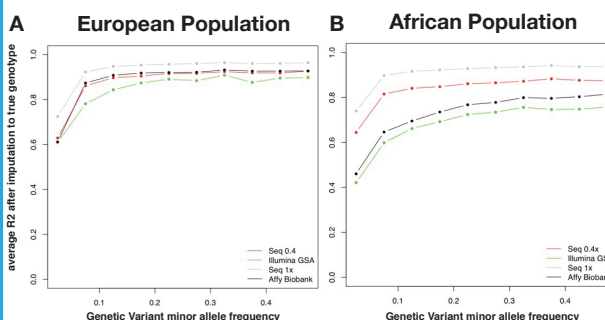 A European Population
average R2 after imputation to true genotype
1.0
0.8
0.6
0.4
0.2
0.0
Seq 0.4
Illumina GSA
Seq 1x
Affy Biobank
0.1 0.2 0.3 0.4
Genetic Variant minor allele frequency
B African Population
1.0
0.8
0.6
0.4
0.2
0.0
Seq 0.4x
Illumina GS
Seq 1x
Affy Bioban
0.1 0.2 0.3 0.4
Genetic Variant minor allele frequency